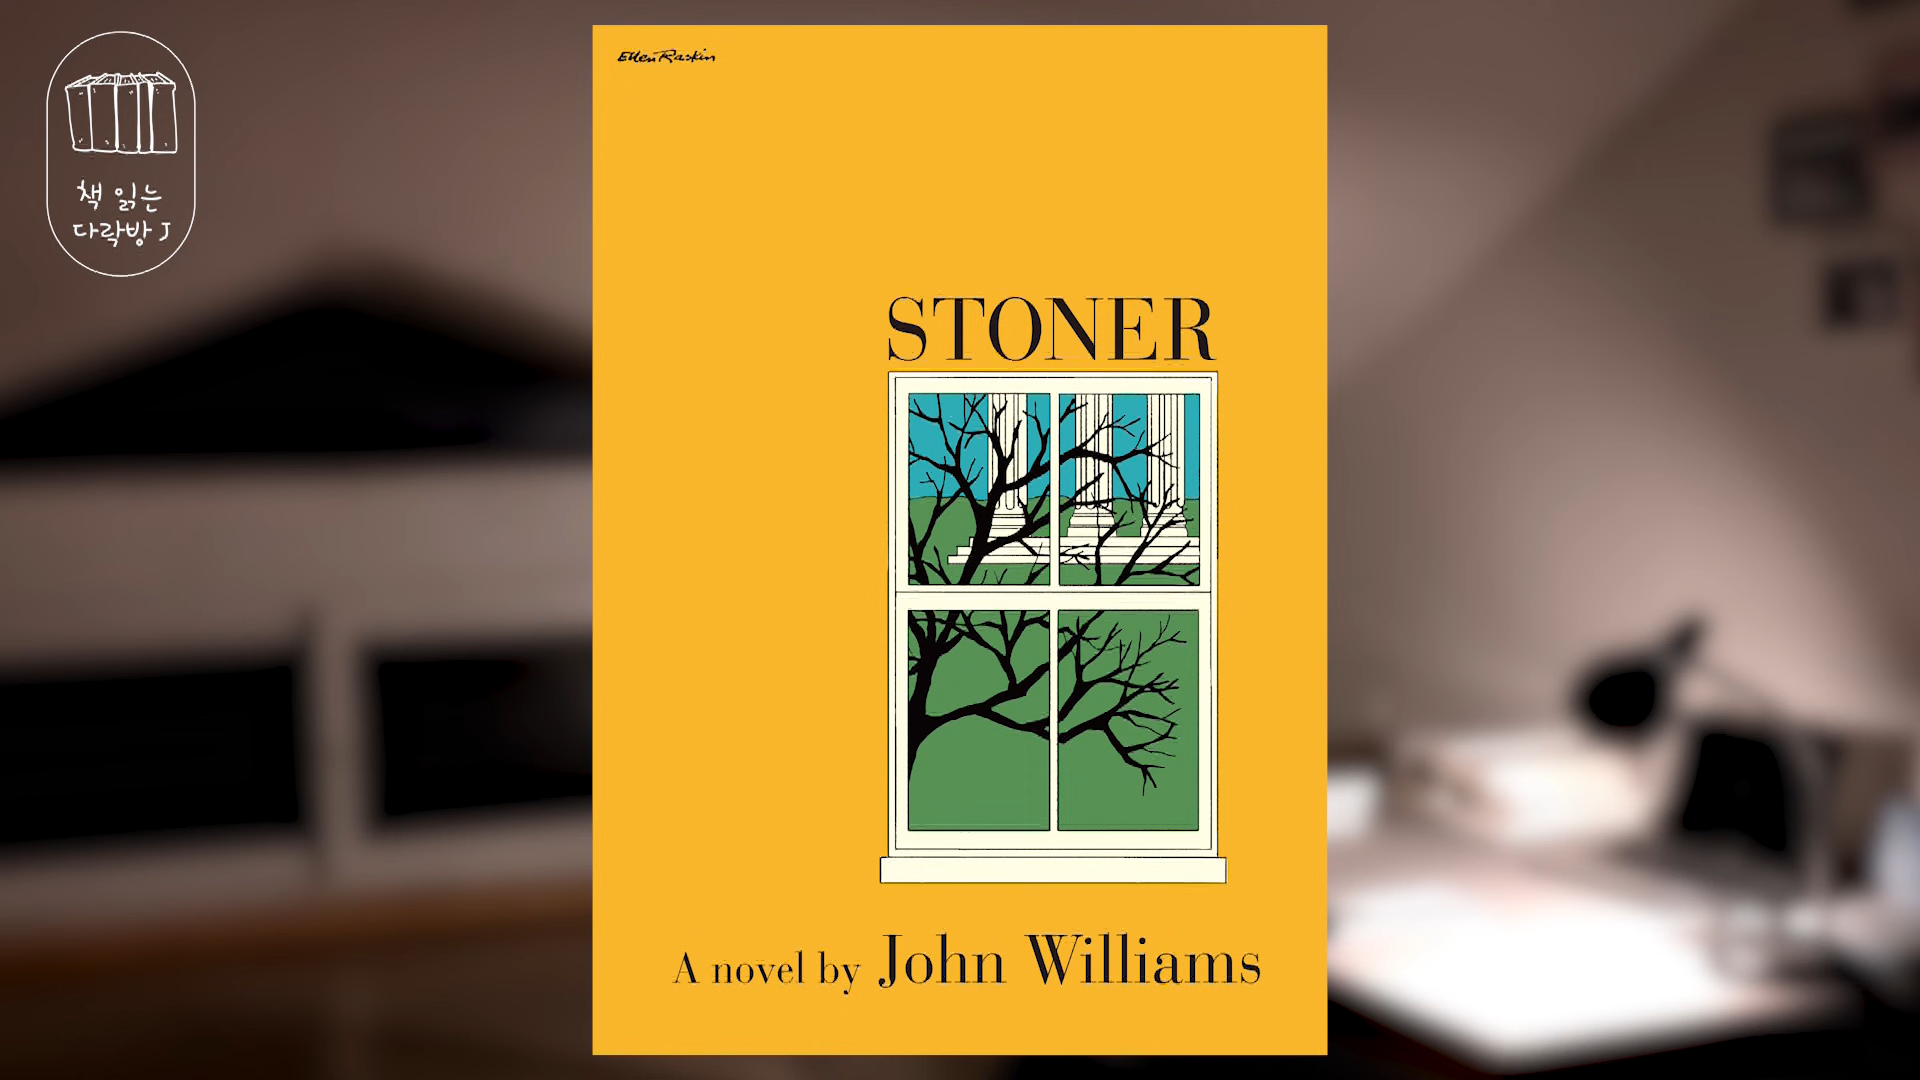 책 읽는
다락방 J
Ellen Raskin
STONER
A novel by John Williams